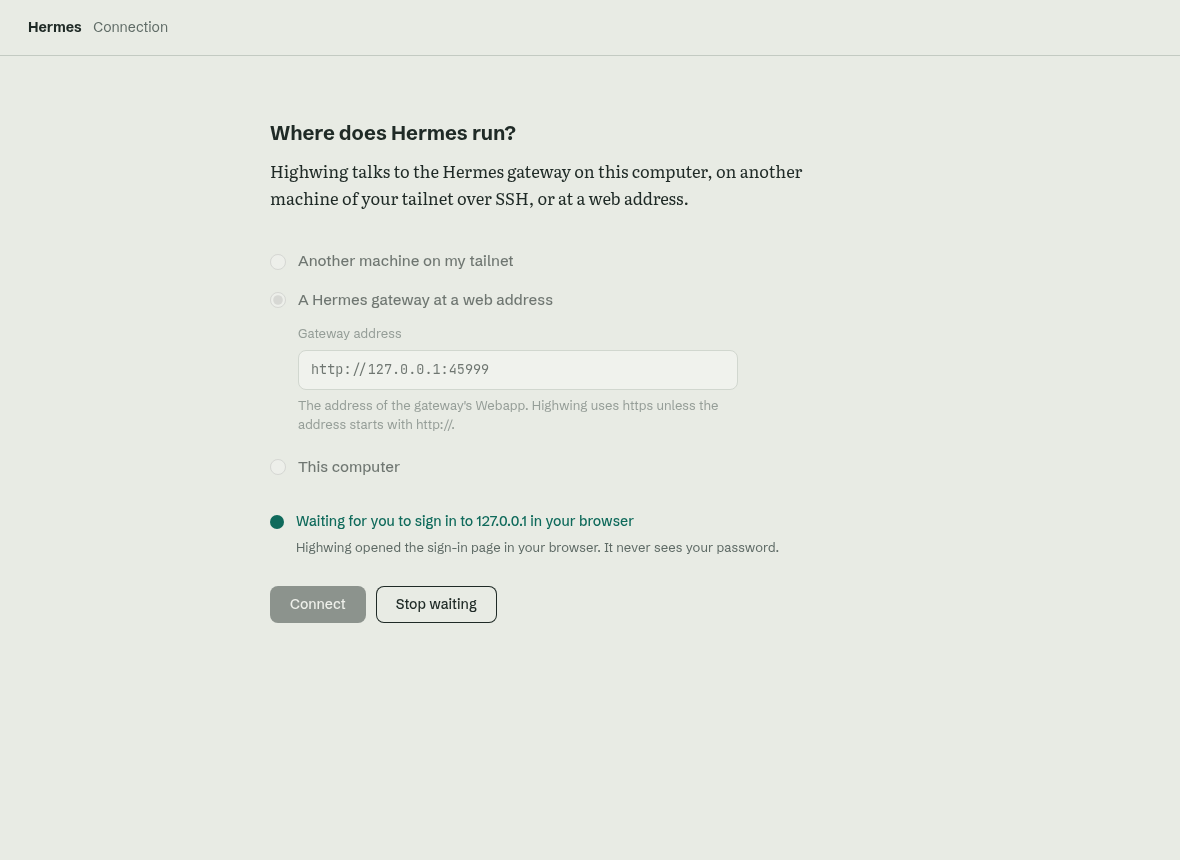 Hermes Connection
Where does Hermes run?
Highwing talks to the Hermes gateway on this computer, on another
machine of your tailnet over SSH, or at a web address.
Another machine on my tailnet
A Hermes gateway at a web address
Gateway address
http://127.0.0.1:45999
The address of the gateway's Webapp. Highwing uses https unless the
address starts with http://.
This computer
Waiting for you to sign in to 127.0.0.1 in your browser
Highwing opened the sign-in page in your browser. It never sees your password.
Connect Stop waiting